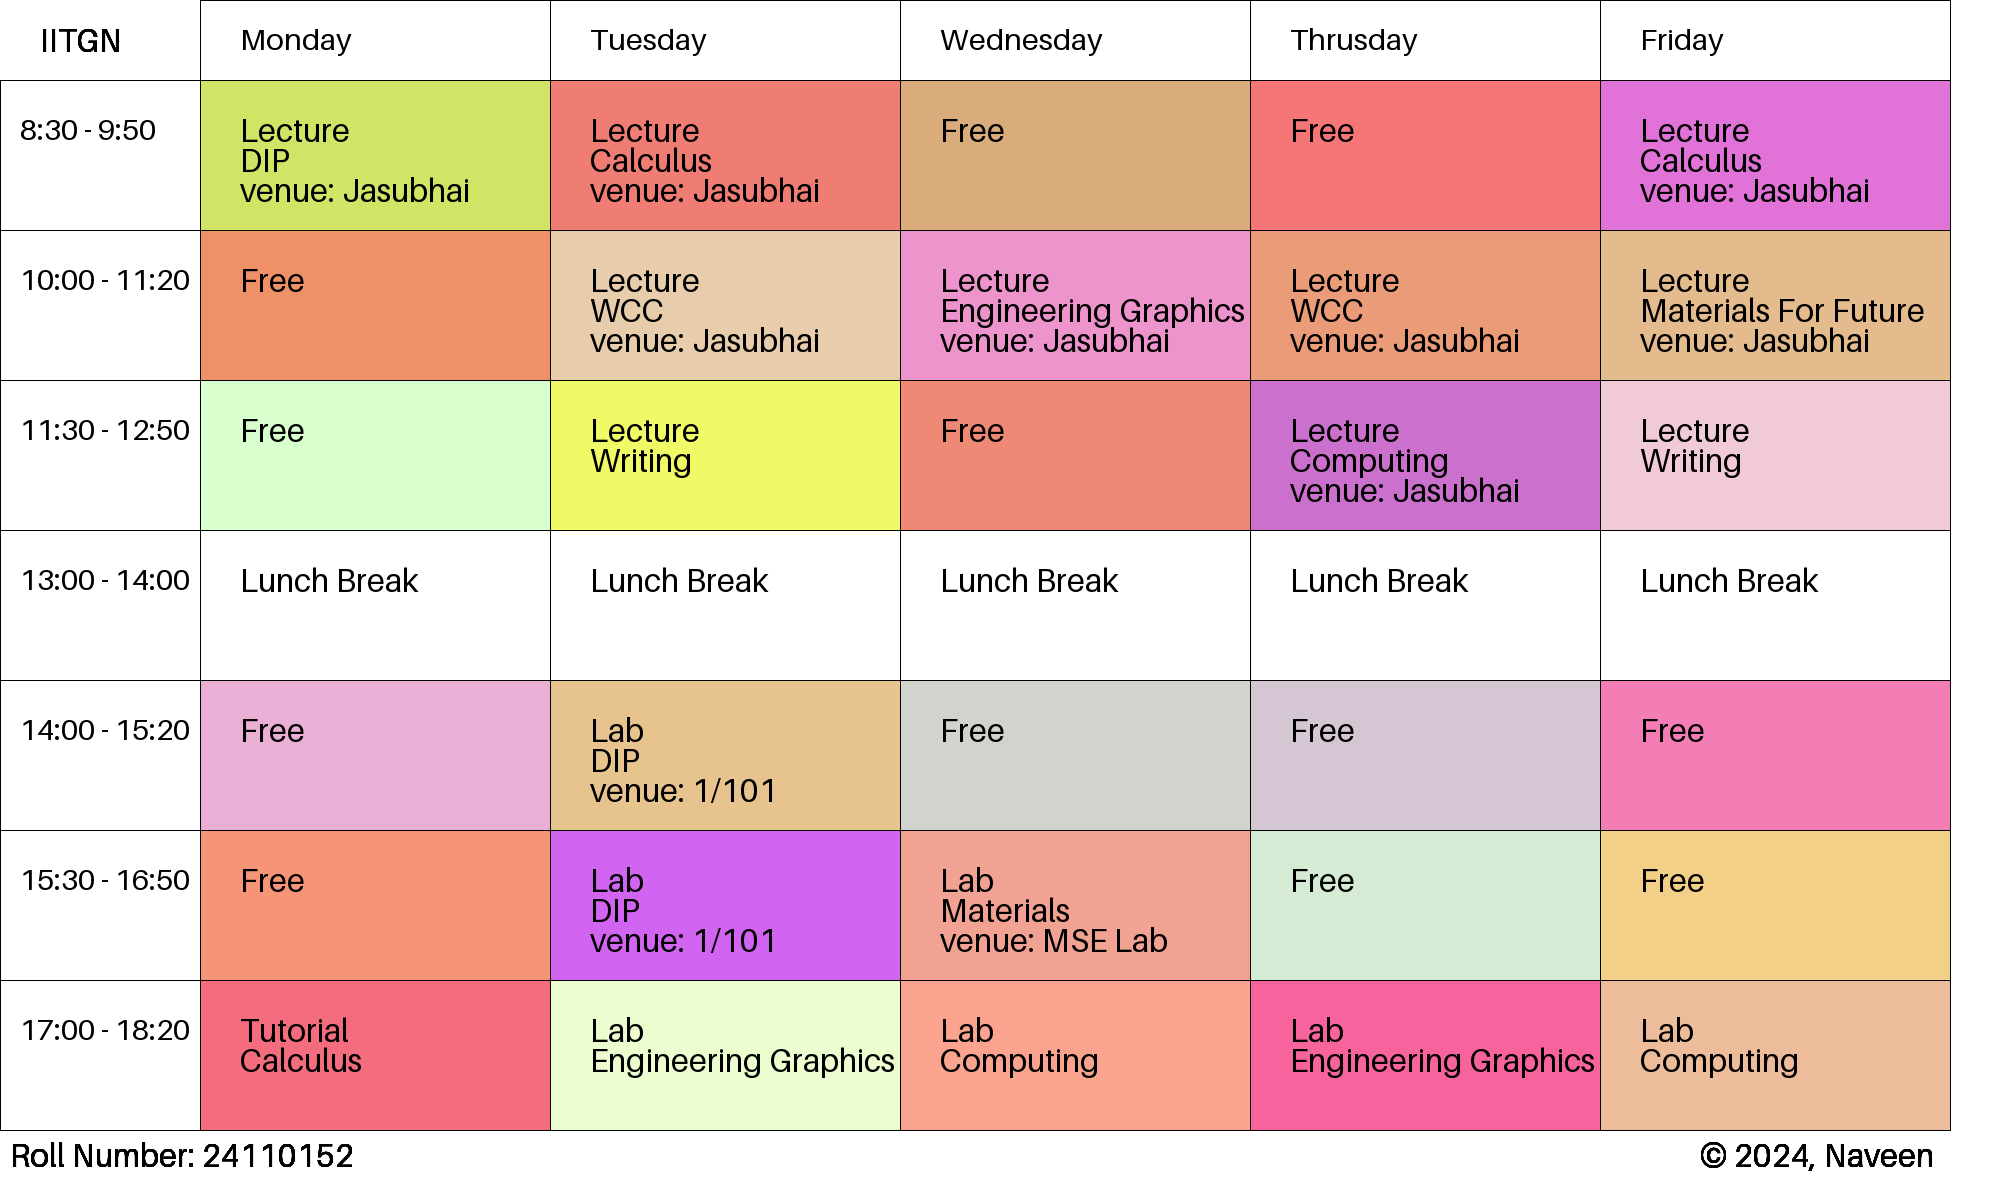 IITGN Monday Tuesday Wednesday Thrusday Friday
8:30 - 9:50
Lecture
DIP
venue: Jasubhai
Lecture
Calculus
venue: Jasubhai
Free
Free
Lecture
Calculus
venue: Jasubhai
10:00 - 11:20
Free
Lecture
WCC
venue: Jasubhai
Lecture
Engineering Graphics
venue: Jasubhai
Lecture
WCC
venue: Jasubhai
Lecture
Materials For Future
venue: Jasubhai
11:30 - 12:50
Free
Lecture
Writing
Free
Lecture
Computing
venue: Jasubhai
Lecture
Writing
13:00 - 14:00
Lunch Break
Lunch Break
Lunch Break
Lunch Break
Lunch Break
14:00 - 15:20
Free
Lab
DIP
venue: 1/101
Free
Free
Free
15:30 - 16:50
Free
Lab
DIP
venue: 1/101
Lab
Materials
venue: MSE Lab
Free
Free
17:00 - 18:20
Tutorial
Calculus
Lab
Engineering Graphics
Lab
Computing
Lab
Engineering Graphics
Lab
Computing
Roll Number: 24110152
© 2024, Naveen